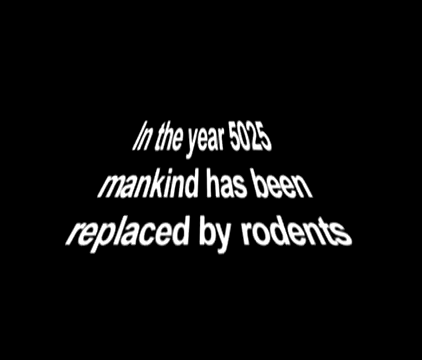 In the year 5025
mankind has been
replaced by rodents